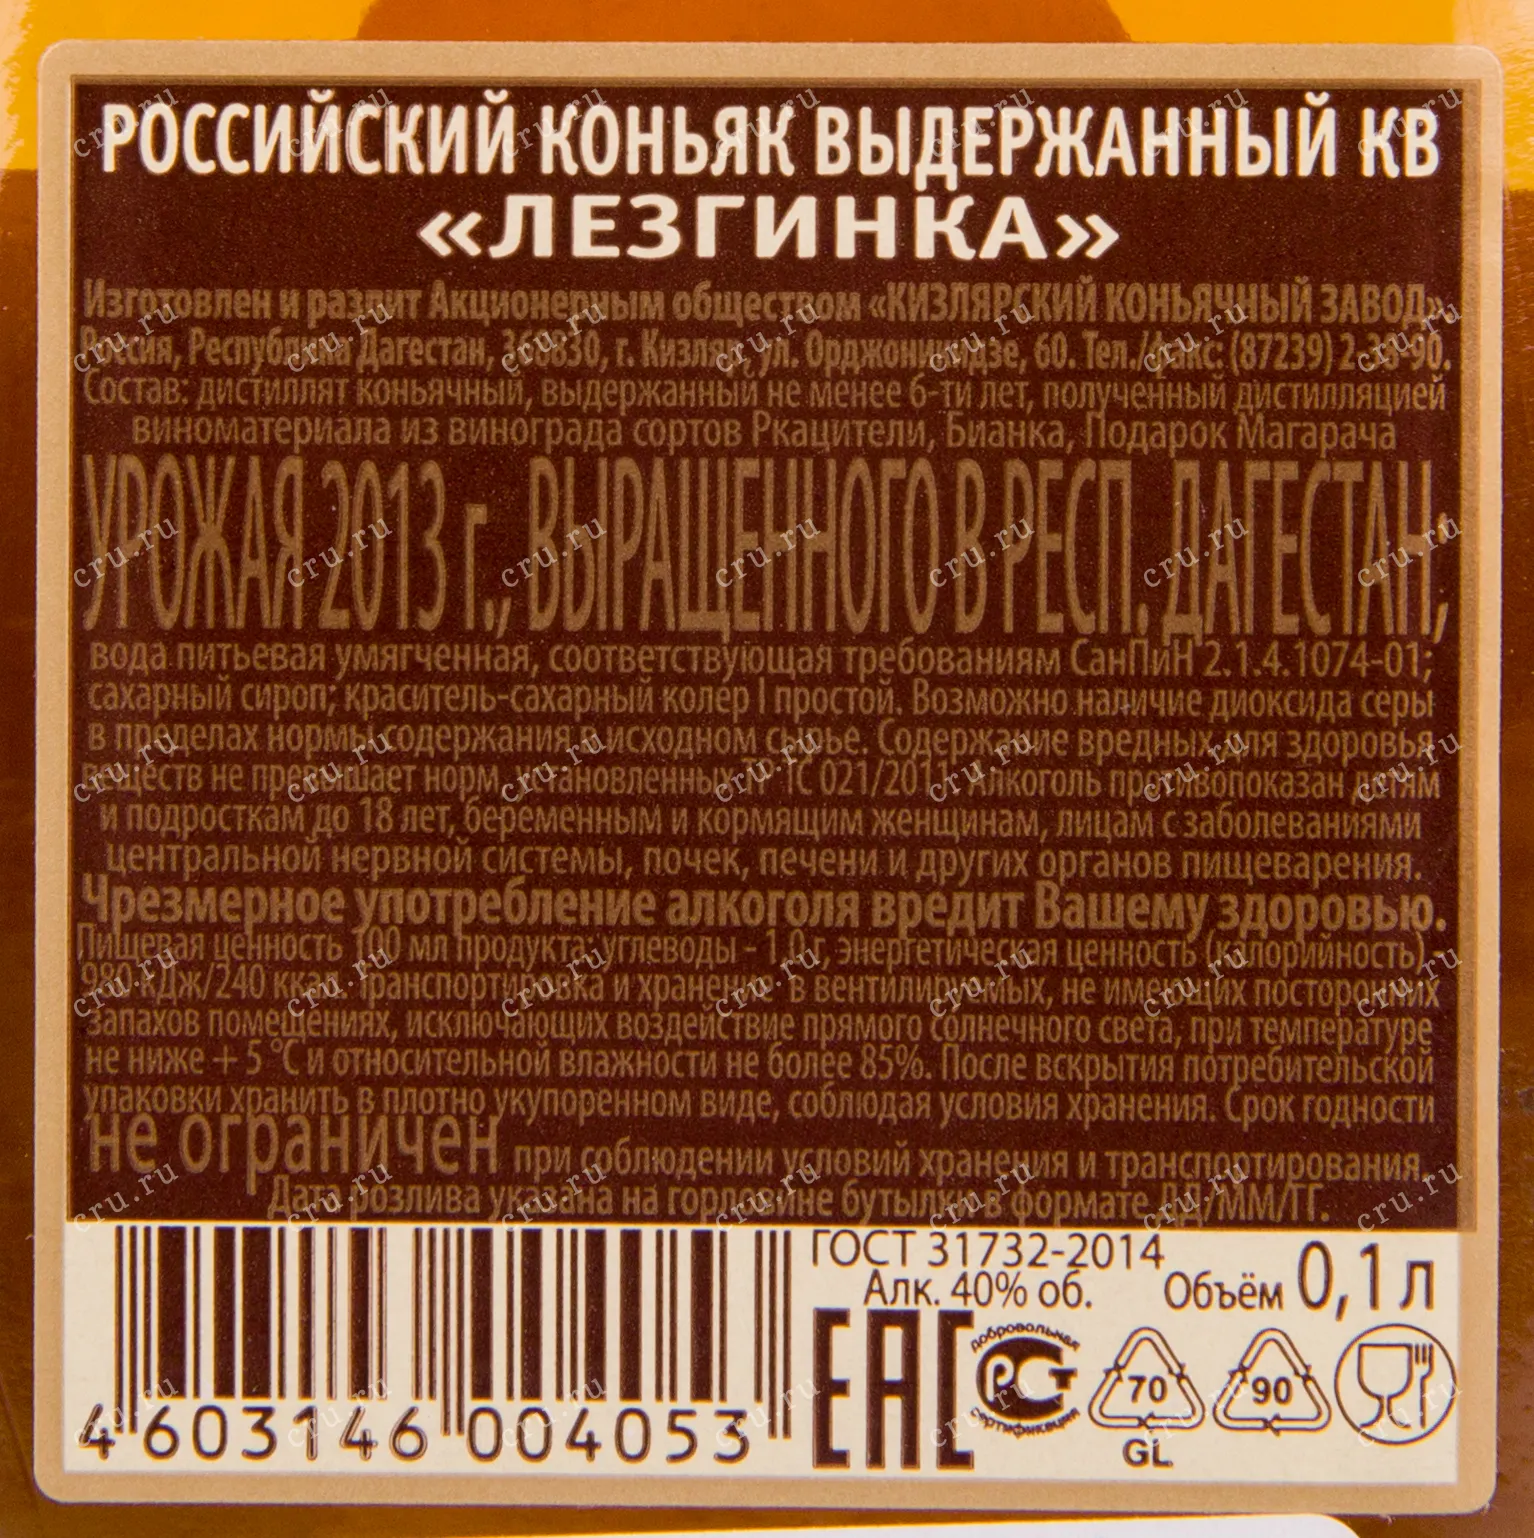 РОССИЙСКИЙ КОНЬЯК ВЫДЕРЖАННЫЙ КВ
«ЛЕЗГИНКА»
Изготовлен и разлит Акционерным обществом «КИЗЛЯРСКИЙ КОНЬЯЧНЫЙ ЗАВОД»,
Россия, Республика Дагестан, 368830, г. Кизляр, ул. Орджоникидзе, 60. Тел./факс: (87239)
Состав: дистиллят коньячный, выдержанный не менее 6-ти лет, полученный дистилляцией
виноматериала из винограда сортов Ркацители, Бианка, Подарок Магарача
УРОЖАЯ 2013 г., ВЫРАЩЕННОГО В РЕСП. ДАГЕСТАН;
вода питьевая умягченная, соответствующая требованиям СанПиН 2.1.4.1074-01;
сахарный сироп; краситель-сахарный колер I простой. Возможно наличие диоксида серы
в пределах нормы содержания в исходном сырье. Содержание вредных для здоровья
веществ не превышает норм, установленных ТР ТС 021/2011. Алкоголь противопоказан детям
и подросткам до 18 лет, беременным и кормящим женщинам, лицам с заболеваниями
центральной нервной системы, почек, печени и других органов пищеварения.
Чрезмерное употребление алкоголя вредит Вашему здоровью.
Пищевая ценность 100 мл продукта: углеводы - 1,0 г, энергетическая ценность (калорийность) -
980 кДж/240 ккал. Транспортировка и хранение в вентилируемых, не имеющих посторонних
запахов помещениях, исключающих воздействие прямого солнечного света, при температуре
не ниже + 5 °С и относительной влажности не более 85%. После вскрытия потребительской
упаковки хранить в плотно укупоренном виде, соблюдая условия хранения. Срок годности
не ограничен при соблюдении условий хранения и транспортирования.
Дата розлива указана на горловине бутылки в формате ДД/ММ/ГГ.
ГОСТ 31732-2014
Алк. 40% об. Объём 0,1 л
ЕАС
добровольная
РСТ
сертификация
70
GL
90
4 603146 004053
cru.ru